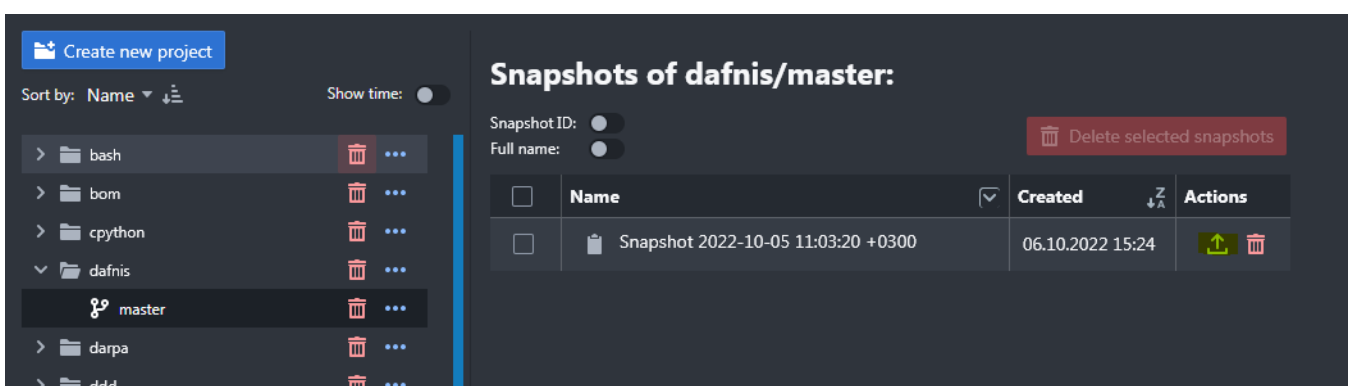 Create new project
Sort by: Name
Show time:
bash
bom
cpython
dafnis
master
darpa
ddd
Snapshots of dafnis/master:
Snapshot ID:
Full name:
Delete selected snapshots
Name Created Actions
Snapshot 2022-10-05 11:03:20 +0300 06.10.2022 15:24